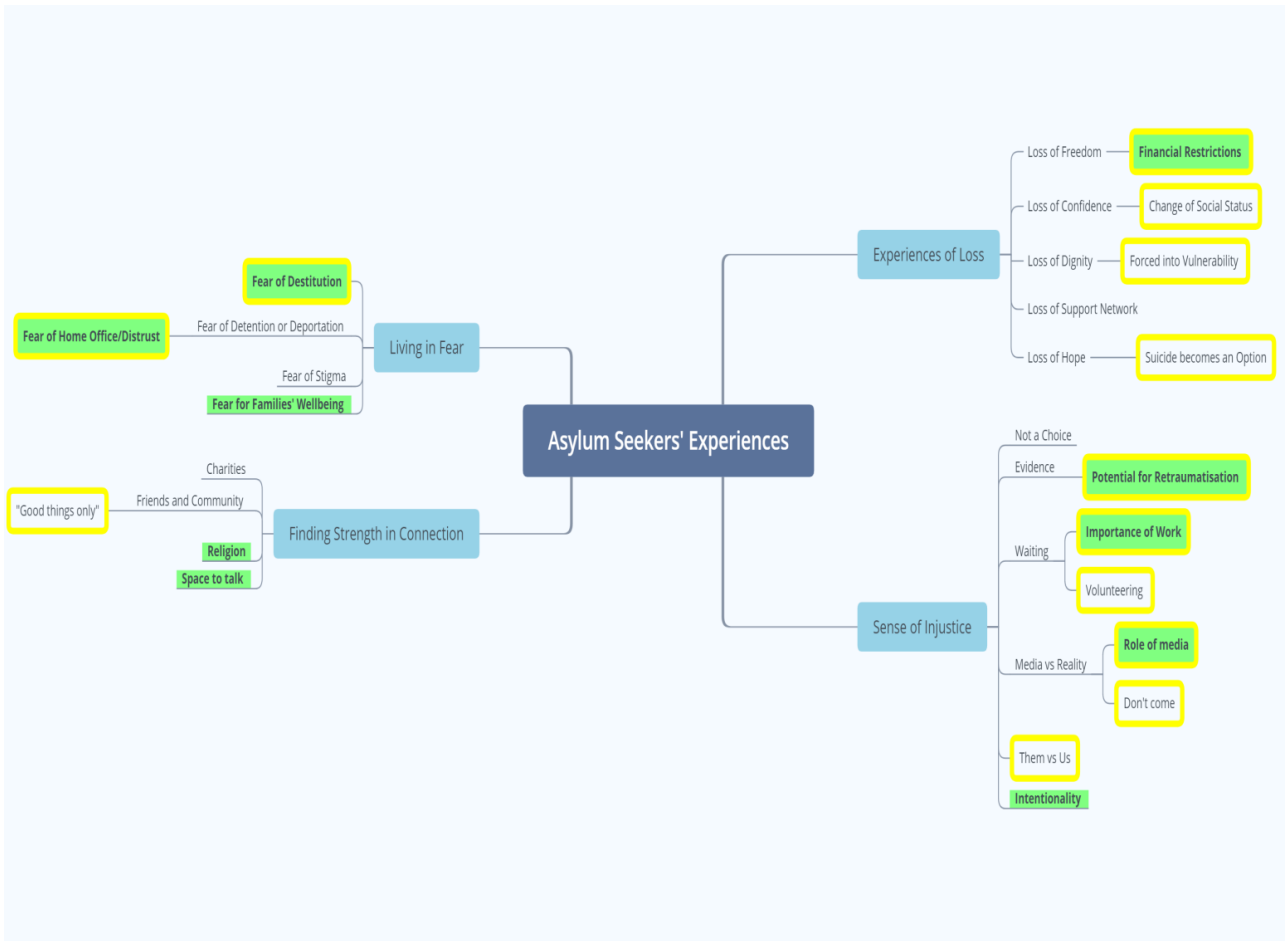 Asylum Seekers' Experiences
Living in Fear
Fear of Destitution
Fear of Detention or Deportation
Fear of Home Office/Distrust
Fear of Stigma
Fear for Families' Wellbeing
Finding Strength in Connection
Charities
Friends and Community
"Good things only"
Religion
Space to talk
Experiences of Loss
Loss of Freedom
Financial Restrictions
Loss of Confidence
Change of Social Status
Loss of Dignity
Forced into Vulnerability
Loss of Support Network
Loss of Hope
Suicide becomes an Option
Sense of Injustice
Not a Choice
Evidence
Potential for Retraumatisation
Waiting
Importance of Work
Volunteering
Media vs Reality
Role of media
Don't come
Them vs Us
Intentionality